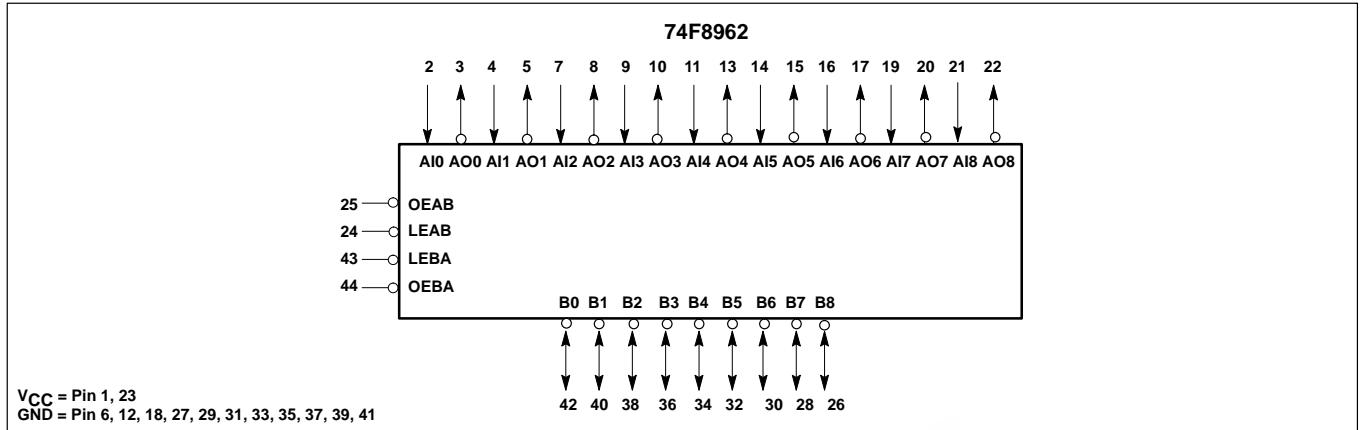 74F8962
2 3 4 5 7 8 9 10 11 13 14 15 16 17 19 20 21 22
AI0 AO0 AI1 AO1 AI2 AO2 AI3 AO3 AI4 AO4 AI5 AO5 AI6 AO6 AI7 AO7 AI8 AO8
25 OEAB
24 LEAB
43 LEBA
44 OEBA
B0 B1 B2 B3 B4 B5 B6 B7 B8
42 40 38 36 34 32 30 28 26
VCC = Pin 1, 23
GND = Pin 6, 12, 18, 27, 29, 31, 33, 35, 37, 39, 41